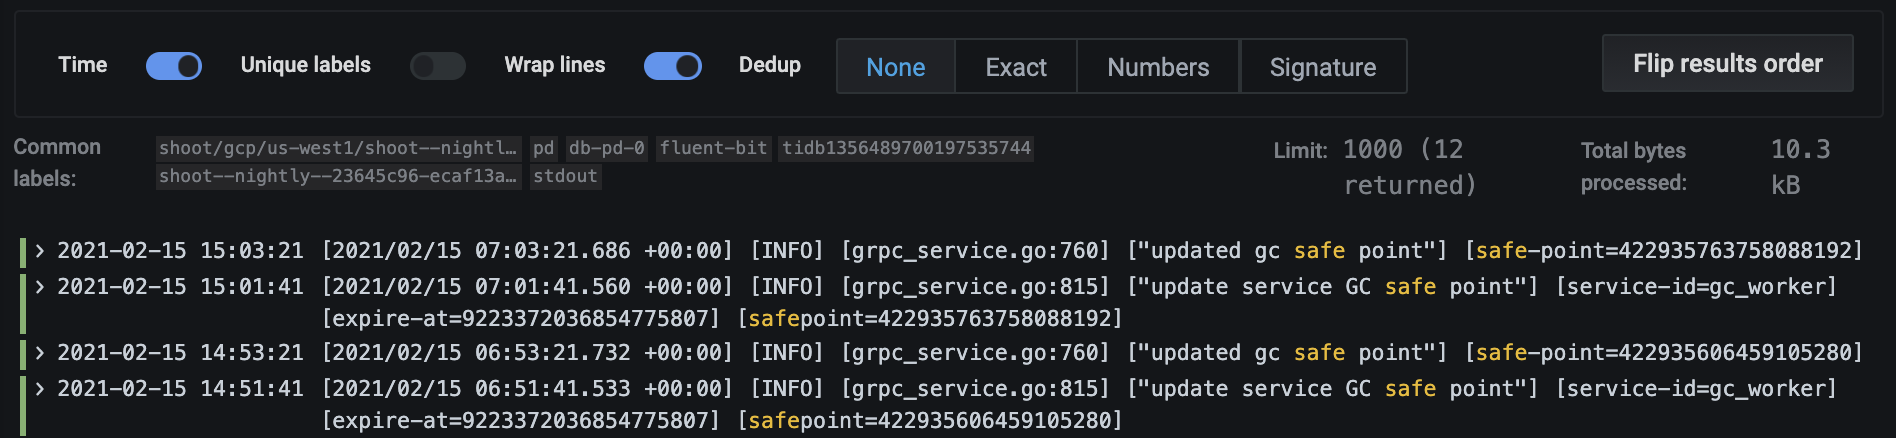 Time Unique labels Wrap lines Dedup None Exact Numbers Signature Flip results order
Common labels: shoot/gcp/us-west1/shoot--nightl… pd db-pd-0 fluent-bit tidb1356489700197535744
shoot--nightly--23645c96-ecaf13a… stdout
Limit: 1000 (12 returned)
Total bytes processed: 10.3 kB
2021-02-15 15:03:21 [2021/02/15 07:03:21.686 +00:00] [INFO] [grpc_service.go:760] ["updated gc safe point"] [safe-point=422935763758088192]
2021-02-15 15:01:41 [2021/02/15 07:01:41.560 +00:00] [INFO] [grpc_service.go:815] ["update service GC safe point"] [service-id=gc_worker]
[expire-at=9223372036854775807] [safepoint=422935763758088192]
2021-02-15 14:53:21 [2021/02/15 06:53:21.732 +00:00] [INFO] [grpc_service.go:760] ["updated gc safe point"] [safe-point=422935606459105280]
2021-02-15 14:51:41 [2021/02/15 06:51:41.533 +00:00] [INFO] [grpc_service.go:815] ["update service GC safe point"] [service-id=gc_worker]
[expire-at=9223372036854775807] [safepoint=422935606459105280]